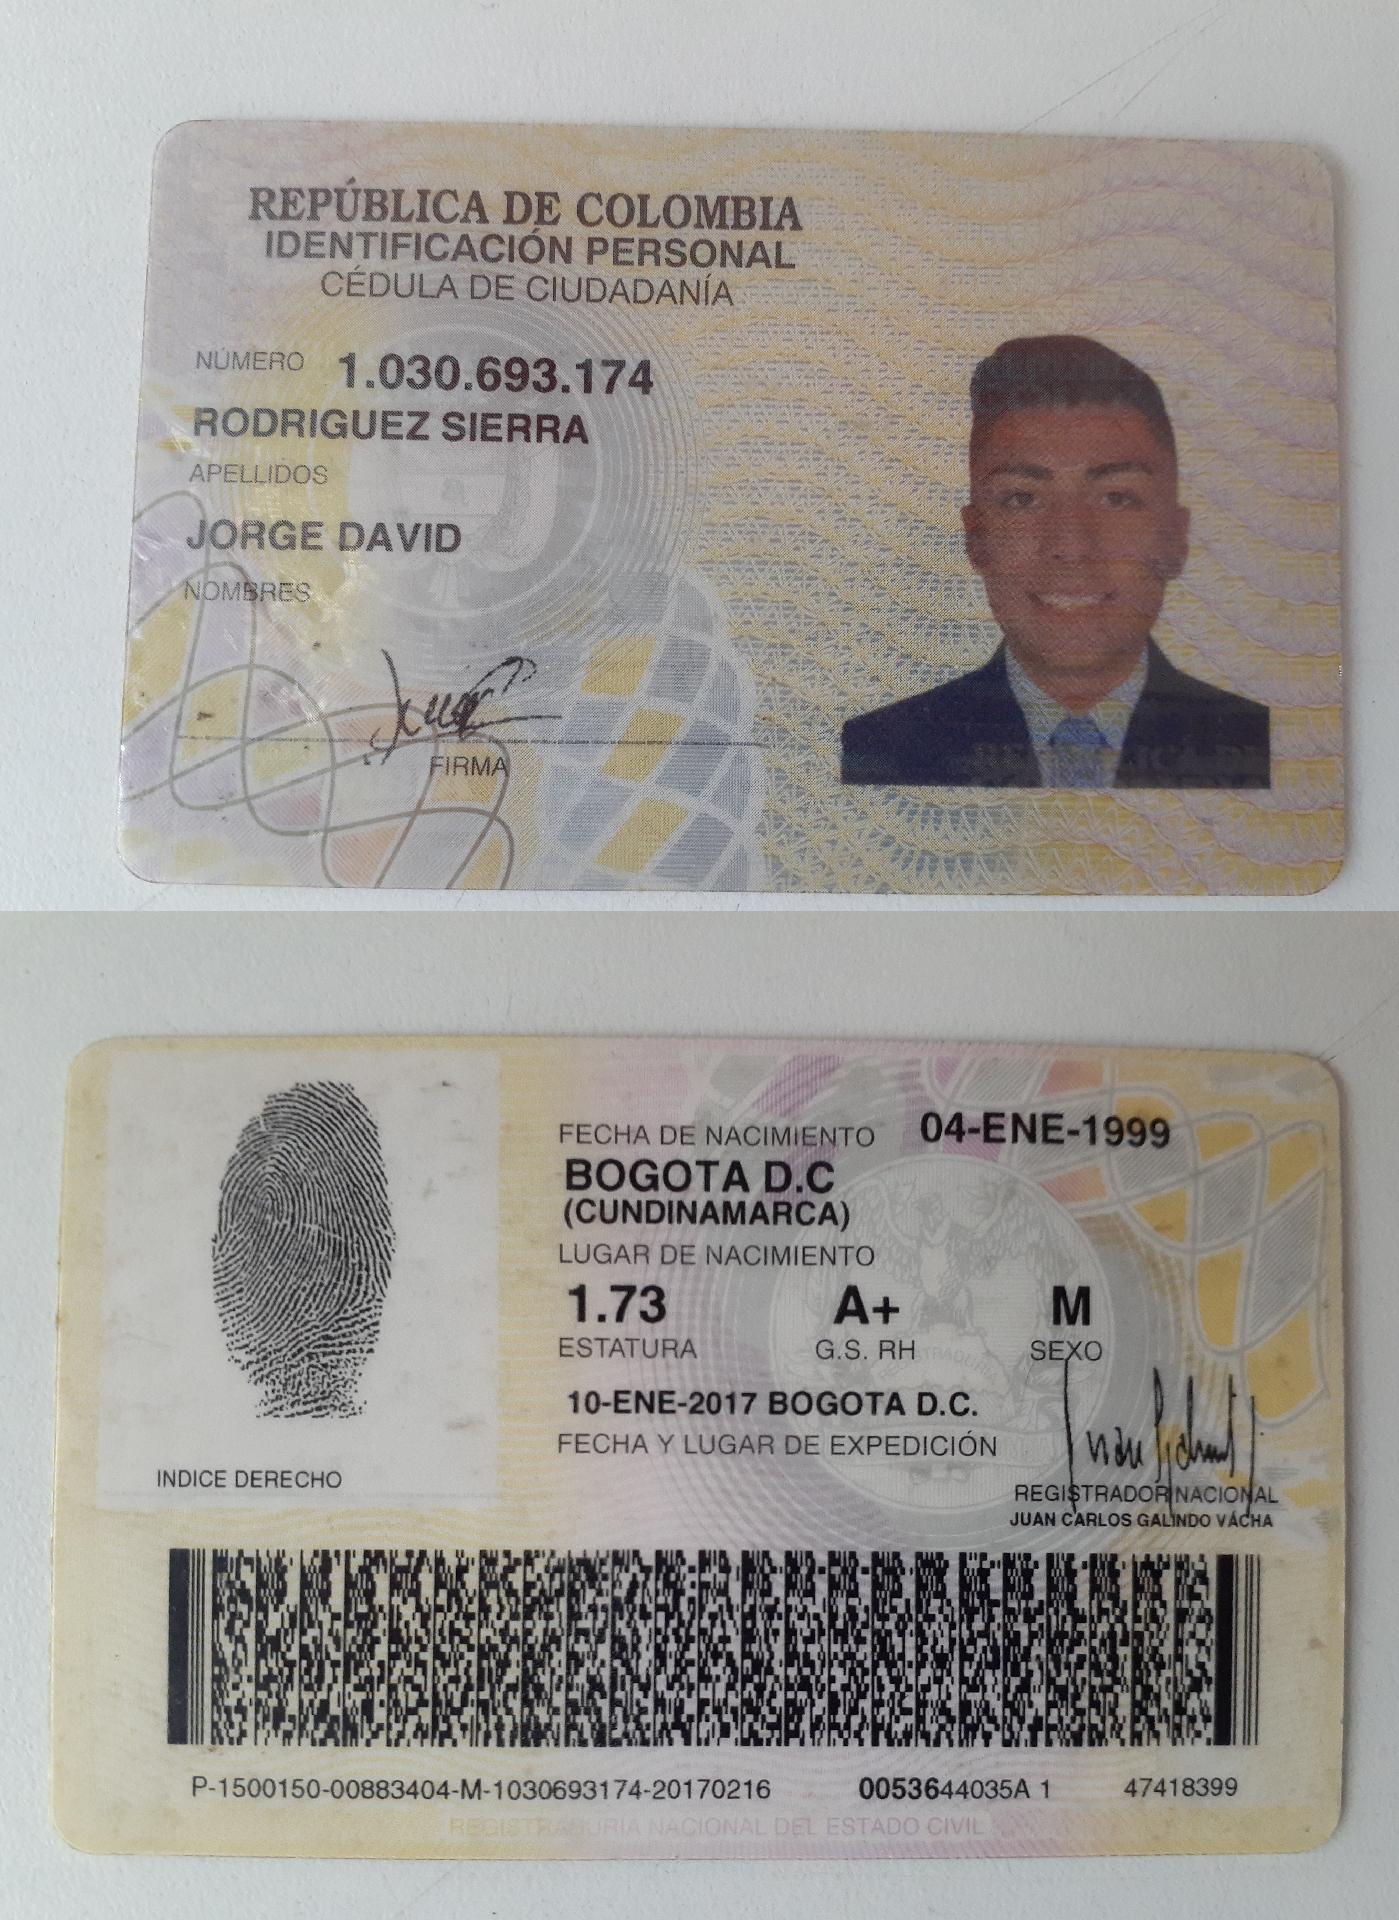 REPÚBLICA DE COLOMBIA
IDENTIFICACIÓN PERSONAL
CÉDULA DE CIUDADANÍA
NÚMERO 1.030.693.174
RODRIGUEZ SIERRA
APELLIDOS
JORGE DAVID
NOMBRES
FIRMA
FECHA DE NACIMIENTO 04-ENE-1999
BOGOTA D.C
(CUNDINAMARCA)
LUGAR DE NACIMIENTO
1.73 A+ M
ESTATURA G.S. RH SEXO
10-ENE-2017 BOGOTA D.C.
FECHA Y LUGAR DE EXPEDICIÓN
INDICE DERECHO
REGISTRADOR NACIONAL
JUAN CARLOS GALINDO VÁCHA
P-1500150-00883404-M-1030693174-20170216 0053644035A 1 47418399
REGISTRADURIA NACIONAL DEL ESTADO CIVIL